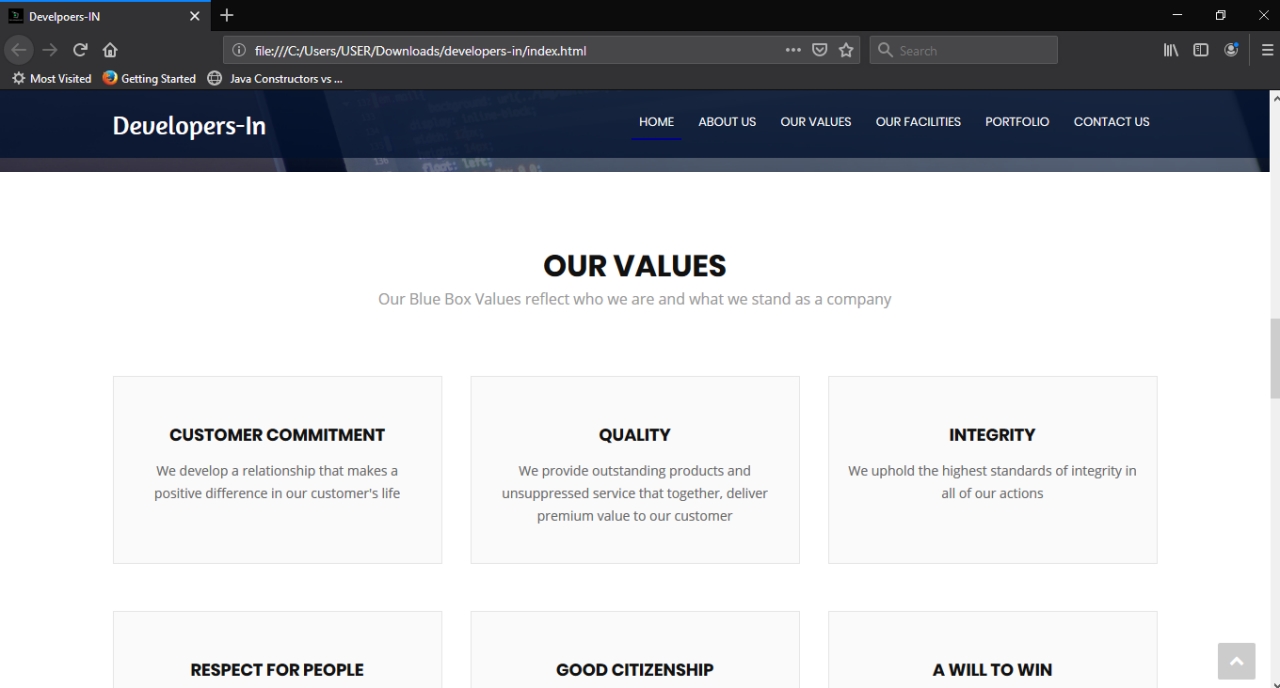 Develpoers-IN
file:///C:/Users/USER/Downloads/developers-in/index.html
Search
Most Visited
Getting Started
Java Constructors vs ...
Developers-In
HOME
ABOUT US
OUR VALUES
OUR FACILITIES
PORTFOLIO
CONTACT US
float: left;
OUR VALUES
Our Blue Box Values reflect who we are and what we stand as a company
CUSTOMER COMMITMENT
We develop a relationship that makes a
positive difference in our customer's life
QUALITY
We provide outstanding products and
unsuppressed service that together, deliver
premium value to our customer
INTEGRITY
We uphold the highest standards of integrity in
all of our actions
RESPECT FOR PEOPLE
GOOD CITIZENSHIP
A WILL TO WIN